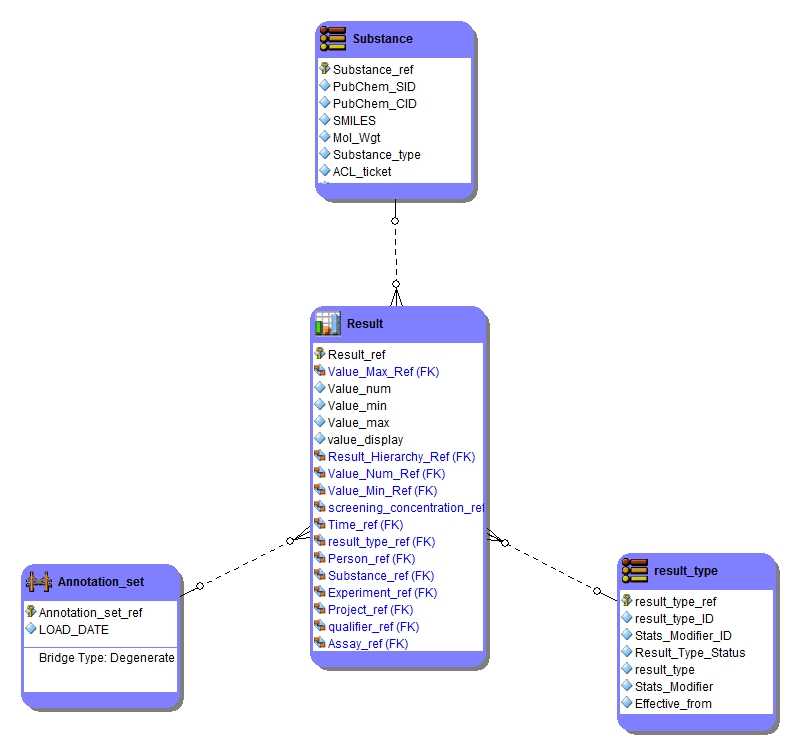 Substance
Substance_ref
PubChem_SID
PubChem_CID
SMILES
Mol_Wgt
Substance_type
ACL_ticket
Result
Result_ref
Value_Max_Ref (FK)
Value_num
Value_min
Value_max
value_display
Result_Hierarchy_Ref (FK)
Value_Num_Ref (FK)
Value_Min_Ref (FK)
screening_concentration_ref
Time_ref (FK)
result_type_ref (FK)
Person_ref (FK)
Substance_ref (FK)
Experiment_ref (FK)
Project_ref (FK)
qualifier_ref (FK)
Assay_ref (FK)
Annotation_set
Annotation_set_ref
LOAD_DATE
Bridge Type: Degenerate
result_type
result_type_ref
result_type_ID
Stats_Modifier_ID
Result_Type_Status
result_type
Stats_Modifier
Effective_from